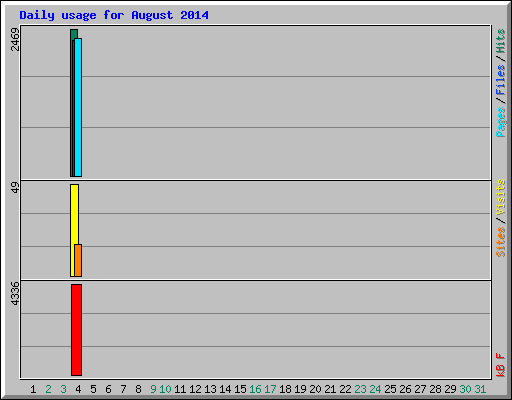 Daily usage for August 2014
2469
Pages / Files / Hits
49
Sites / Visits
4336
kB F
1 2 3 4 5 6 7 8 9 10 11 12 13 14 15 16 17 18 19 20 21 22 23 24 25 26 27 28 29 30 31